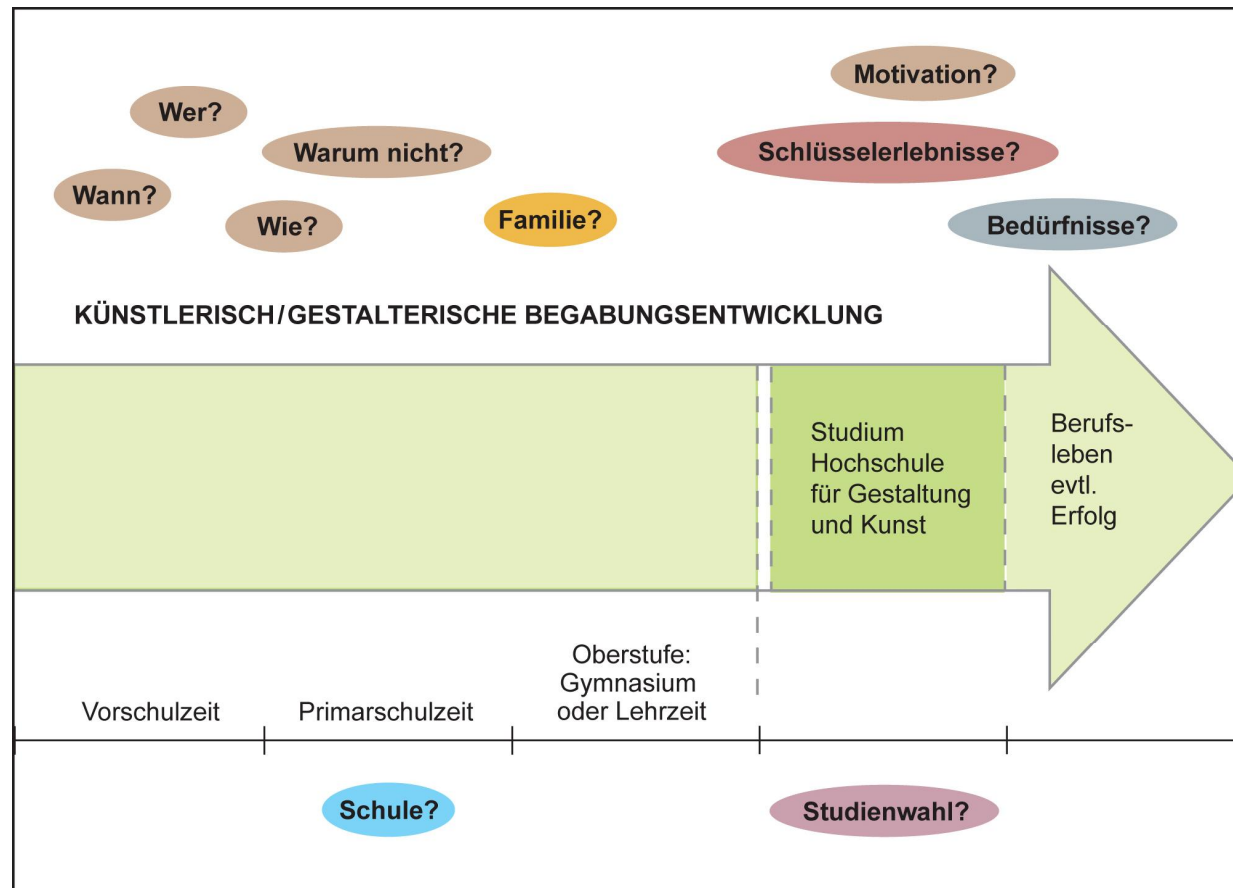 Motivation?
Wer?
Warum nicht?
Schlüsselerlebnisse?
Wann?
Wie?
Familie?
Bedürfnisse?
KÜNSTLERISCH/GESTALTERISCHE BEGABUNGSENTWICKLUNG
Studium
Hochschule
für Gestaltung
und Kunst
Berufs-
leben
evtl.
Erfolg
Vorschulzeit
Primarschulzeit
Oberstufe:
Gymnasium
oder Lehrzeit
Schule?
Studienwahl?